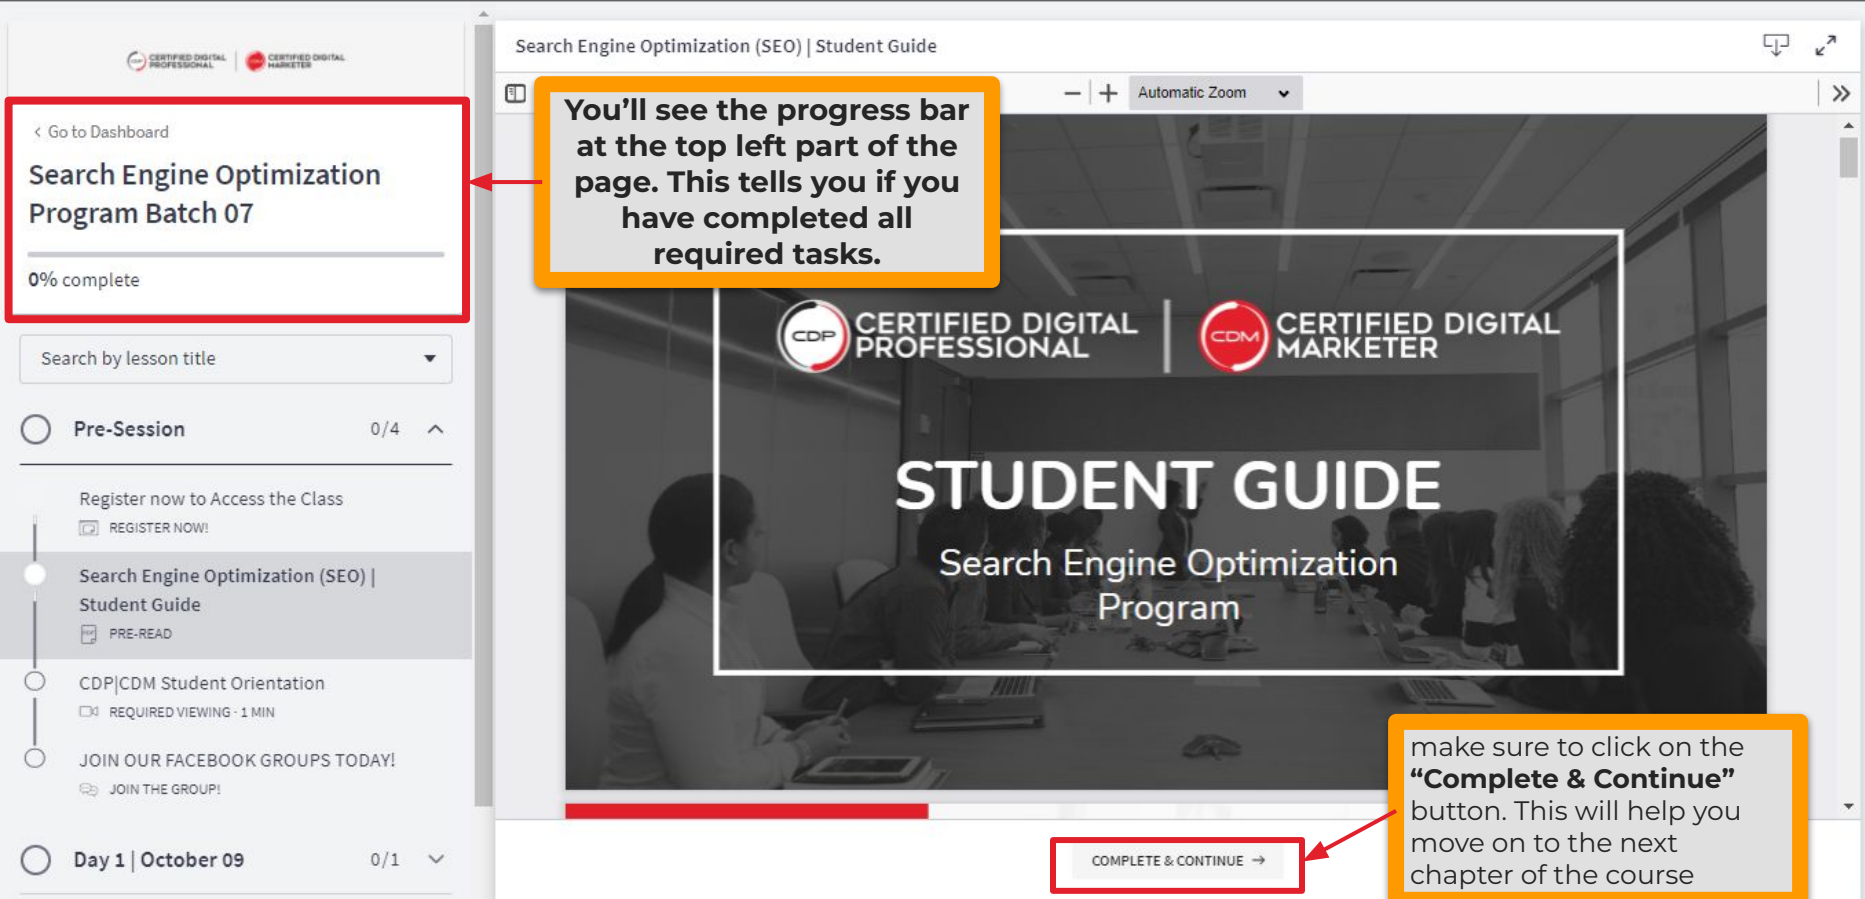 CERTIFIED DIGITAL
PROFESSIONAL
CERTIFIED DIGITAL
MARKETER
< Go to Dashboard
Search Engine Optimization
Program Batch 07
0% complete
Search by lesson title
Pre-Session 0/4
Register now to Access the Class
REGISTER NOW!
Search Engine Optimization (SEO) |
Student Guide
PRE-READ
CDP|CDM Student Orientation
REQUIRED VIEWING · 1 MIN
JOIN OUR FACEBOOK GROUPS TODAY!
JOIN THE GROUP!
Day 1 | October 09 0/1
Search Engine Optimization (SEO) | Student Guide
Automatic Zoom
You’ll see the progress bar
at the top left part of the
page. This tells you if you
have completed all
required tasks.
CDP
CERTIFIED DIGITAL
PROFESSIONAL
CDM
CERTIFIED DIGITAL
MARKETER
STUDENT GUIDE
Search Engine Optimization
Program
COMPLETE & CONTINUE →
make sure to click on the
“Complete & Continue”
button. This will help you
move on to the next
chapter of the course